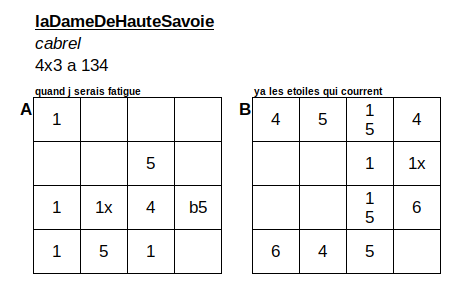 laDameDeHauteSavoie
cabrel
4x3 a 134
quand j serais fatigue
A
1
5
1 1x 4 b5
1 5 1
ya les etoiles qui courrent
B
4 5 1 5 4
1 1x
1 5 6
6 4 5